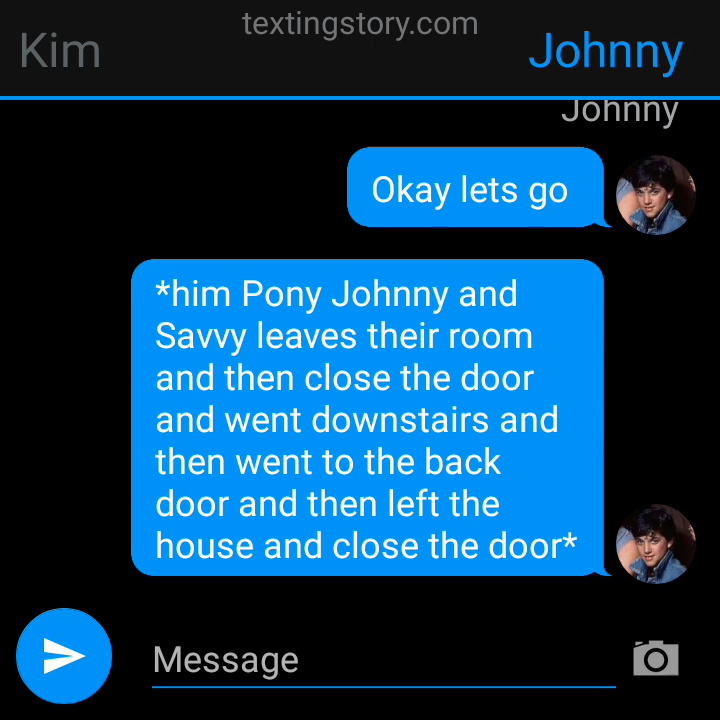 textingstory.com
Kim
Johnny
Johnny
Okay lets go
*him Pony Johnny and
Savvy leaves their room
and then close the door
and went downstairs and
then went to the back
door and then left the
house and close the door*
Message